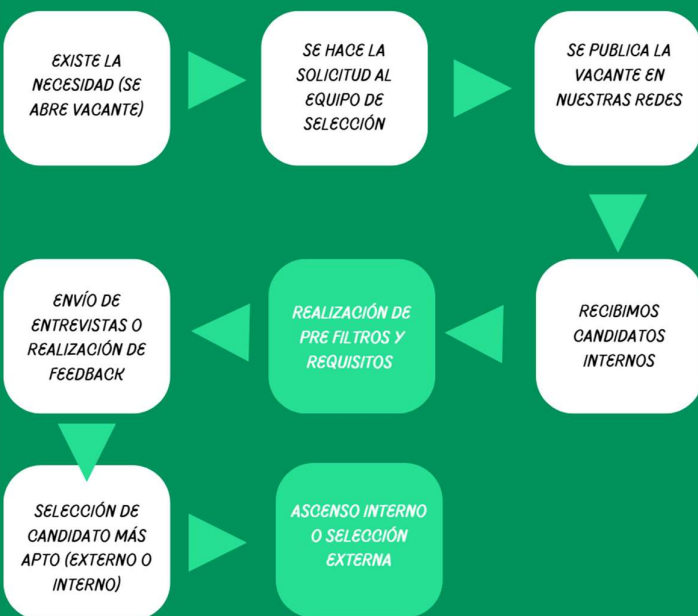 EXISTE LA
NECESIDAD (SE
ABRE VACANTE)
SE HACE LA
SOLICITUD AL
EQUIPO DE
SELECCIÓN
SE PUBLICA LA
VACANTE EN
NUESTRAS REDES
RECIBIMOS
CANDIDATOS
INTERNOS
REALIZACIÓN DE
PRE FILTROS Y
REQUISITOS
ENVÍO DE
ENTREVISTAS O
REALIZACIÓN DE
FEEDBACK
SELECCIÓN DE
CANDIDATO MÁS
APTO (EXTERNO O
INTERNO)
ASCENSO INTERNO
O SELECCIÓN
EXTERNA